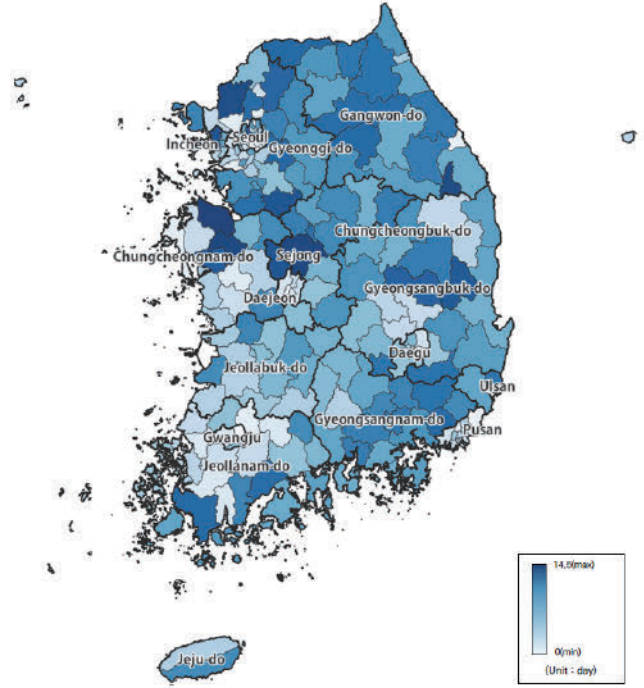 Gangwon-do
Seoul
Incheon
Gyeonggi-do
Chungcheongbuk-do
Chungcheongnam-do
Sejong
Gyeongsangbuk-do
Daejeon
Daegu
Jeollabuk-do
Ulsan
Gyeongsangnam-do
Pusan
Gwangju
Jeollanam-do
14.6(max)
0(min)
(Unit : day)
Jeju-do